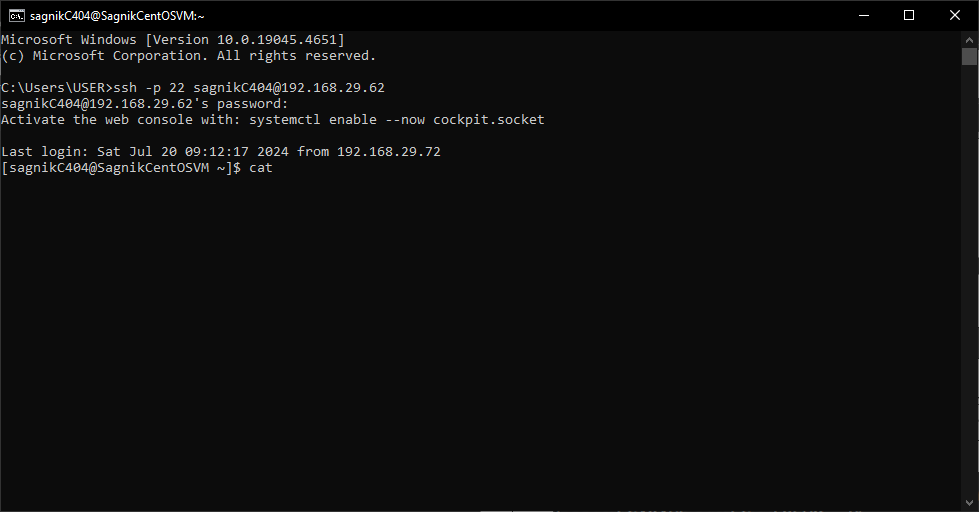 sagnikC404@SagnikCentOSVM:~
Microsoft Windows [Version 10.0.19045.4651]
(c) Microsoft Corporation. All rights reserved.
C:\Users\USER>ssh -p 22 sagnikC404@192.168.29.62
sagnikC404@192.168.29.62's password:
Activate the web console with: systemctl enable --now cockpit.socket
Last login: Sat Jul 20 09:12:17 2024 from 192.168.29.72
[sagnikC404@SagnikCentOSVM ~]$ cat